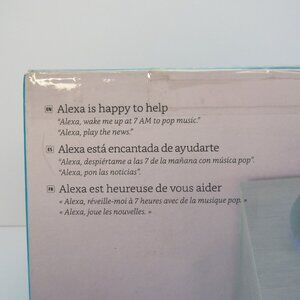 EN Alexa is happy to help
"Alexa, wake me up at 7 AM to pop music."
"Alexa, play the news."
ES Alexa está encantada de ayudarte
"Alexa, despiértame a las 7 de la mañana con música pop".
"Alexa, pon las noticias".
FR Alexa est heureuse de vous aider
« Alexa, réveille-moi à 7 heures avec de la musique pop. »
« Alexa, joue les nouvelles. »